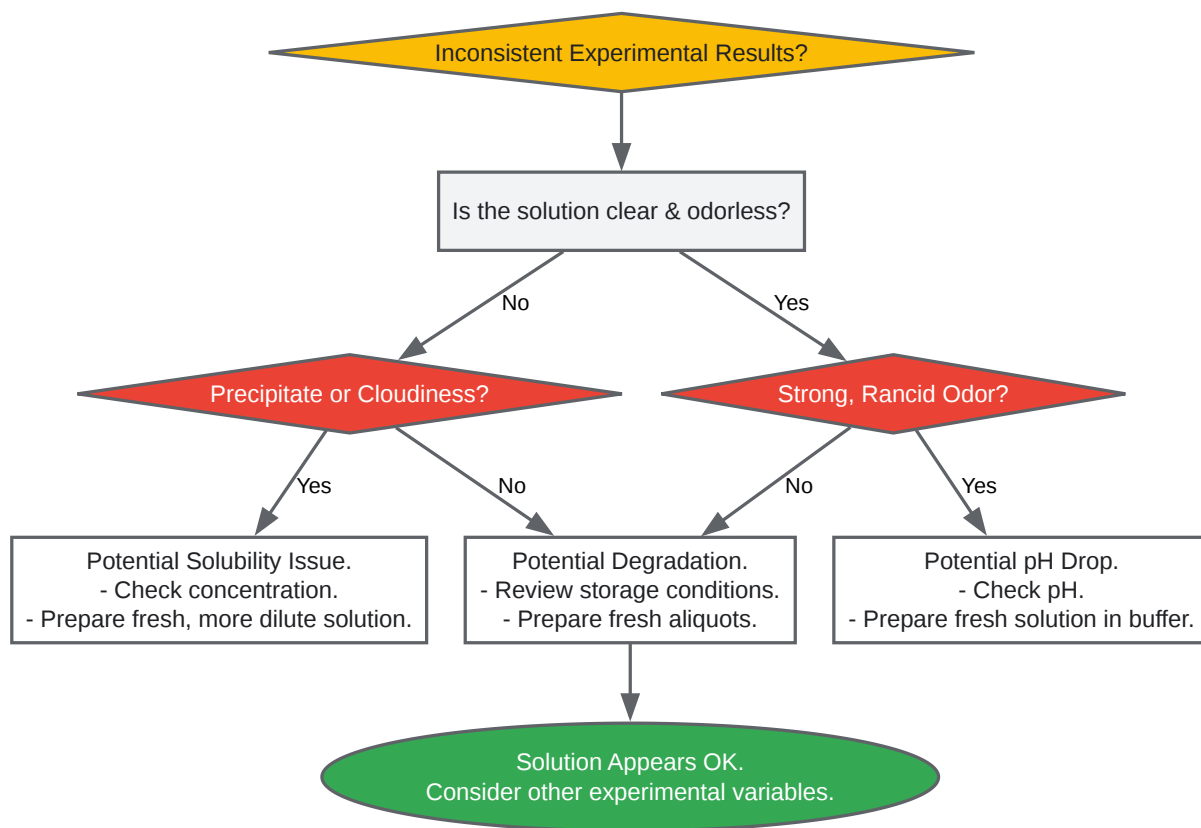 Inconsistent Experimental Results?
Is the solution clear & odorless?
No
Yes
Precipitate or Cloudiness?
Strong, Rancid Odor?
Yes
No
No
Yes
Potential Solubility Issue.
- Check concentration.
- Prepare fresh, more dilute solution.
Potential Degradation.
- Review storage conditions.
- Prepare fresh aliquots.
Potential pH Drop.
- Check pH.
- Prepare fresh solution in buffer.
Solution Appears OK.
Consider other experimental variables.